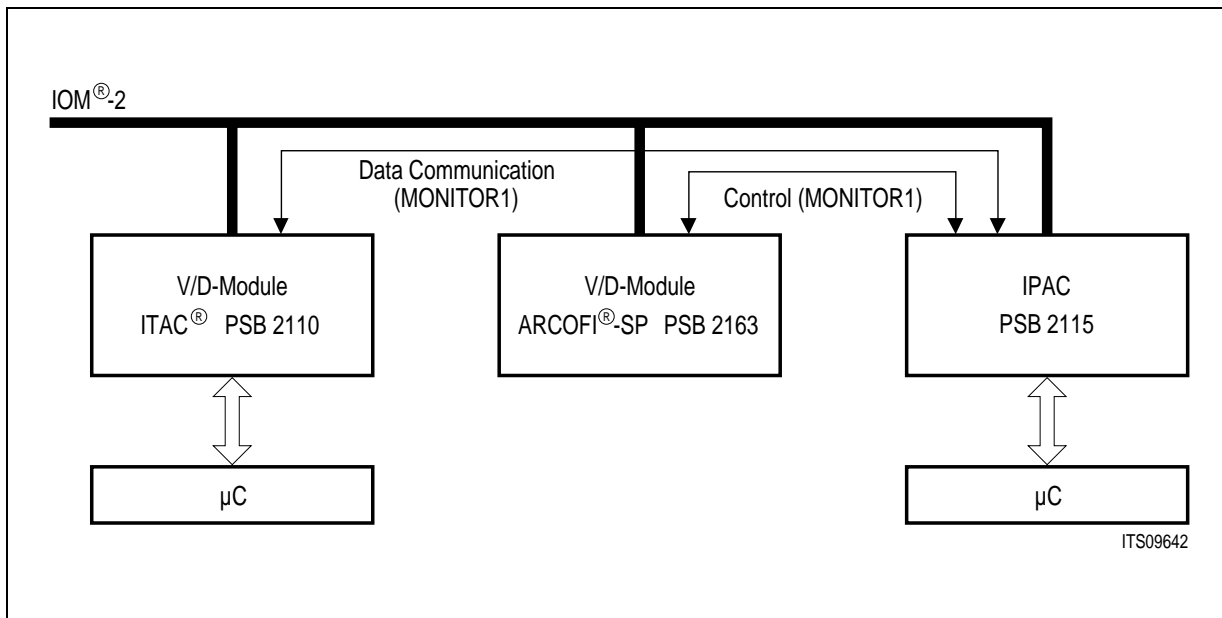 IOM®-2
Data Communication
(MONITOR1)
Control (MONITOR1)
V/D-Module
ITAC® PSB 2110
V/D-Module
ARCOFI®-SP PSB 2163
IPAC
PSB 2115
µC
µC
ITS09642